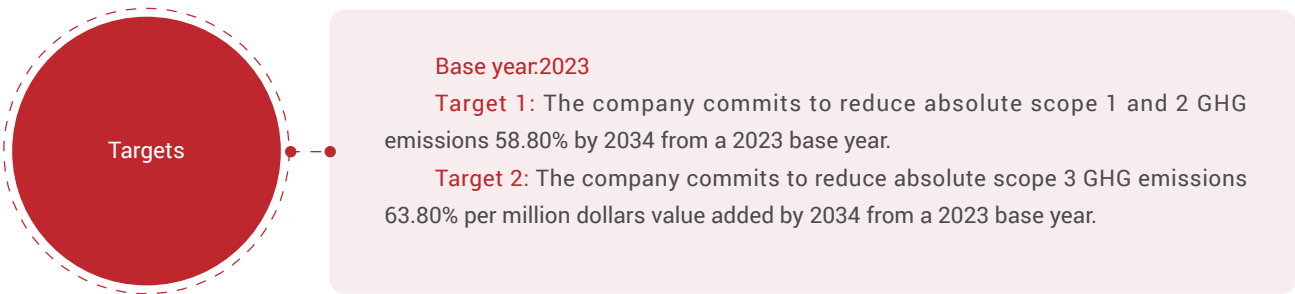 Targets
Base year:2023
Target 1: The company commits to reduce absolute scope 1 and 2 GHG
emissions 58.80% by 2034 from a 2023 base year.
Target 2: The company commits to reduce absolute scope 3 GHG emissions
63.80% per million dollars value added by 2034 from a 2023 base year.